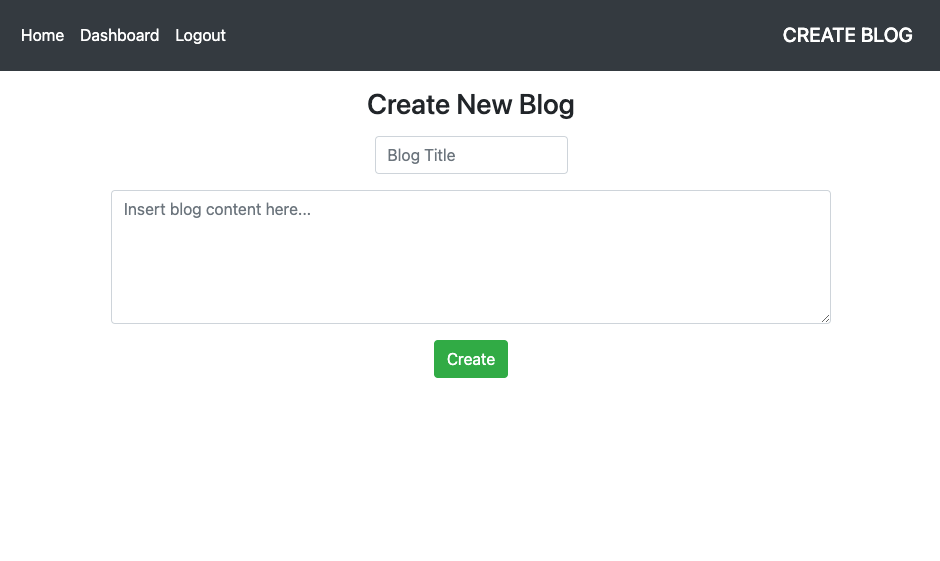 Home Dashboard Logout CREATE BLOG
Create New Blog
Blog Title
Insert blog content here...
Create